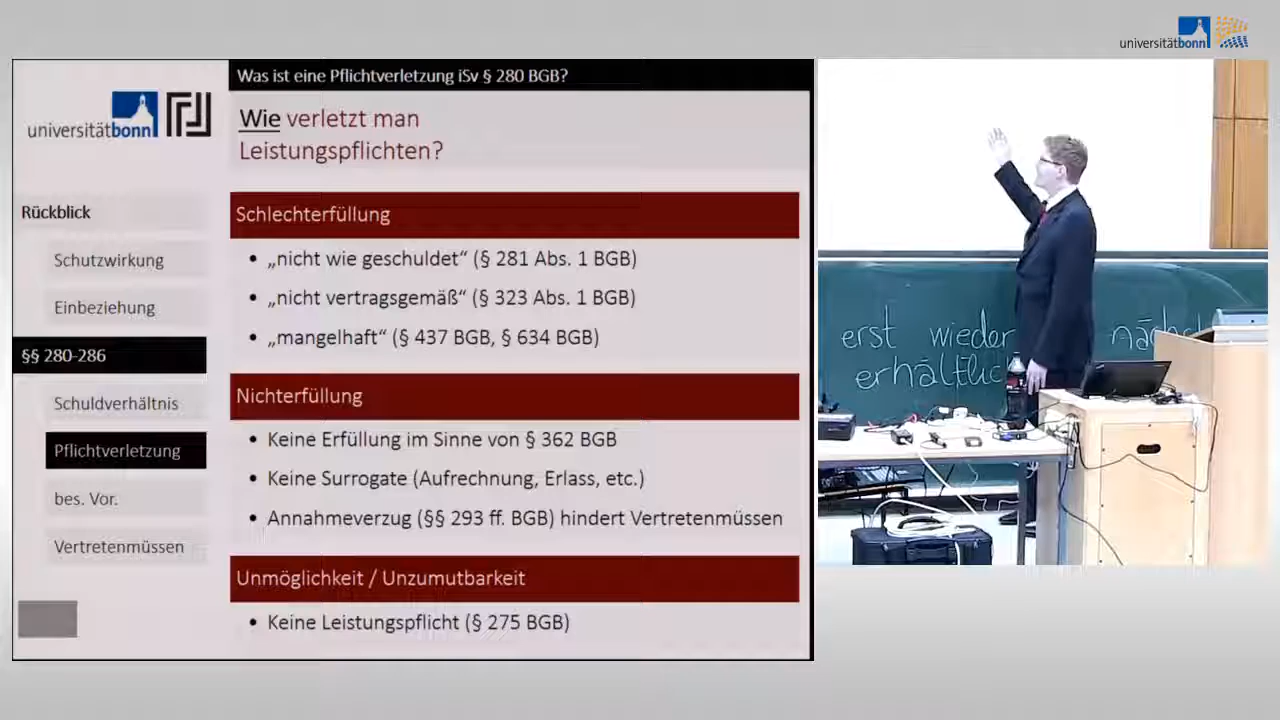 universitätbonn
Was ist eine Pflichtverletzung iSv § 280 BGB?
universitätbonn
Wie verletzt man
Leistungspflichten?
Rückblick
Schutzwirkung
Einbeziehung
§§ 280-286
Schuldverhältnis
Pflichtverletzung
bes. Vor.
Vertretenmüssen
Schlechterfüllung
• „nicht wie geschuldet“ (§ 281 Abs. 1 BGB)
• „nicht vertragsgemäß“ (§ 323 Abs. 1 BGB)
• „mangelhaft“ (§ 437 BGB, § 634 BGB)
Nichterfüllung
• Keine Erfüllung im Sinne von § 362 BGB
• Keine Surrogate (Aufrechnung, Erlass, etc.)
• Annahmeverzug (§§ 293 ff. BGB) hindert Vertretenmüssen
Unmöglichkeit / Unzumutbarkeit
• Keine Leistungspflicht (§ 275 BGB)
erst wieder
erhältlic